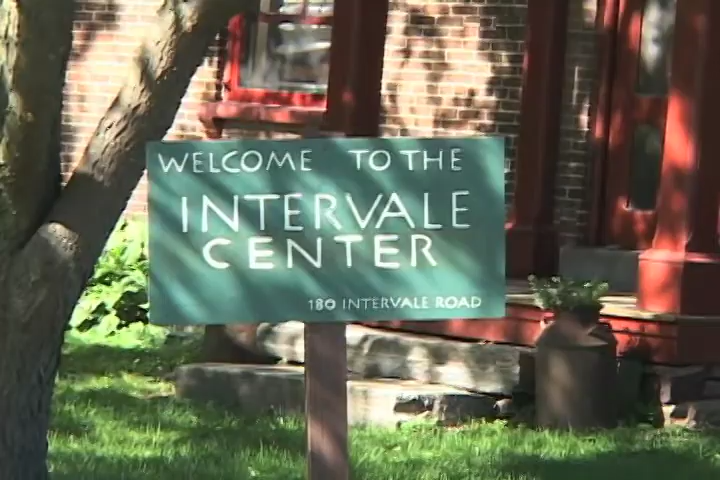 WELCOME TO THE
INTERVALE
CENTER
180 INTERVALE ROAD